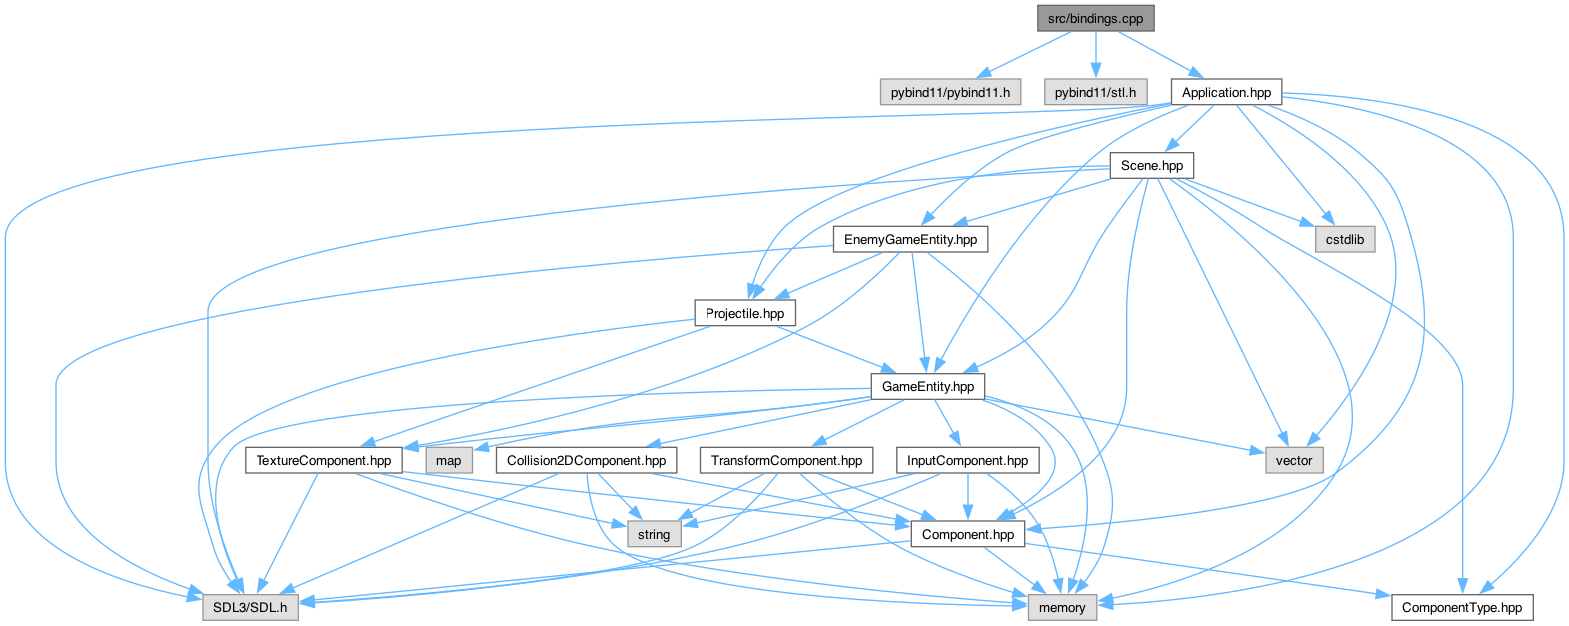 src/bindings.cpp
pybind11/pybind11.h
pybind11/stl.h
Application.hpp
Scene.hpp
EnemyGameEntity.hpp
cstdlib
Projectile.hpp
GameEntity.hpp
TextureComponent.hpp
map
Collision2DComponent.hpp
TransformComponent.hpp
InputComponent.hpp
vector
string
Component.hpp
SDL3/SDL.h
memory
ComponentType.hpp